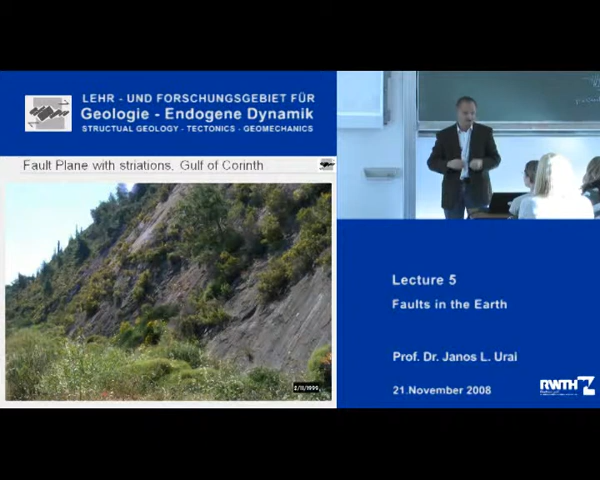 LEHR - UND FORSCHUNGSGEBIET FÜR
Geologie - Endogene Dynamik
STRUCTUAL GEOLOGY - TECTONICS - GEOMECHANICS
Fault Plane with striations, Gulf of Corinth
2/11/1999
Lecture 5
Faults in the Earth
Prof. Dr. Janos L. Urai
21.November 2008
RWTH